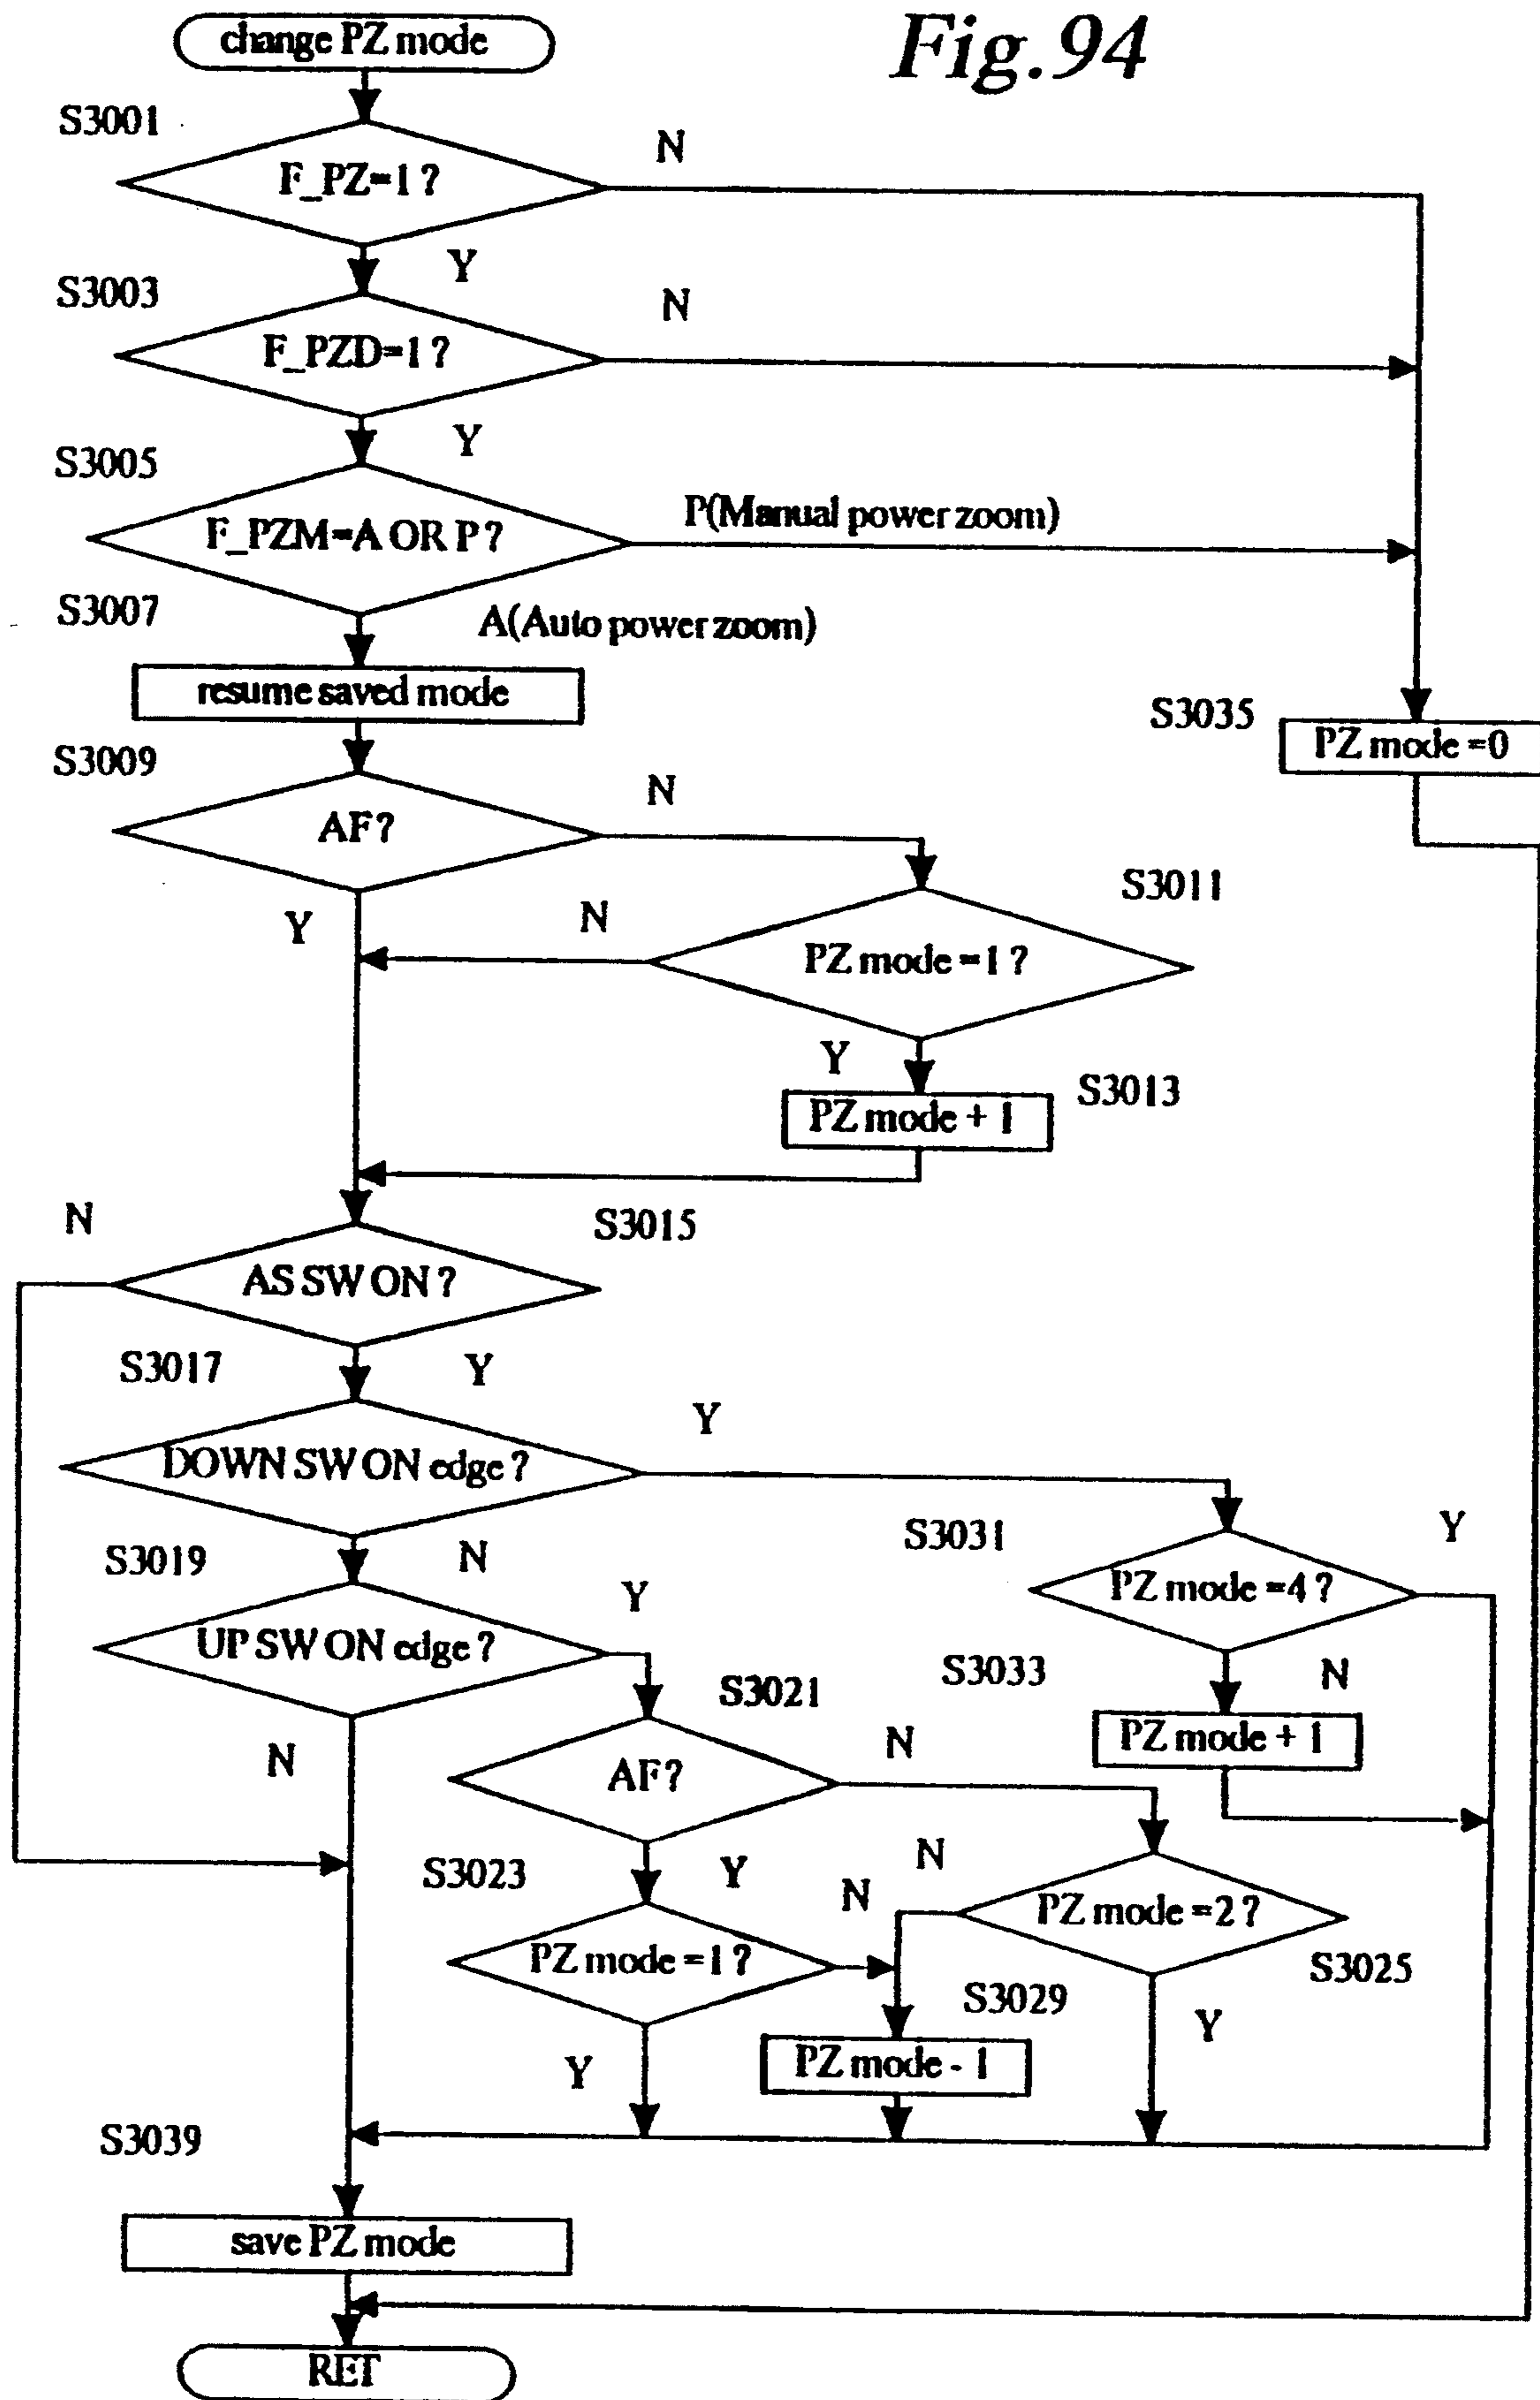 Fig.94
change PZ mode
S3001
F_PZ=1?
N
Y
S3003
F_PZD=1?
N
Y
S3005
F_PZM=A OR P?
P(Manual power zoom)
S3007
A(Auto power zoom)
resume saved mode
S3035
PZ mode =0
S3009
AF?
N
Y
S3011
PZ mode =1?
N
Y
S3013
PZ mode + 1
N
S3015
AS SW ON?
S3017
Y
DOWN SW ON edge?
Y
S3019
N
UP SW ON edge?
Y
N
S3031
PZ mode =4?
Y
S3033
N
PZ mode + 1
S3021
AF?
N
S3023
Y
PZ mode =1?
N
N
PZ mode =2?
S3025
S3029
PZ mode - 1
Y
Y
S3039
save PZ mode
RET